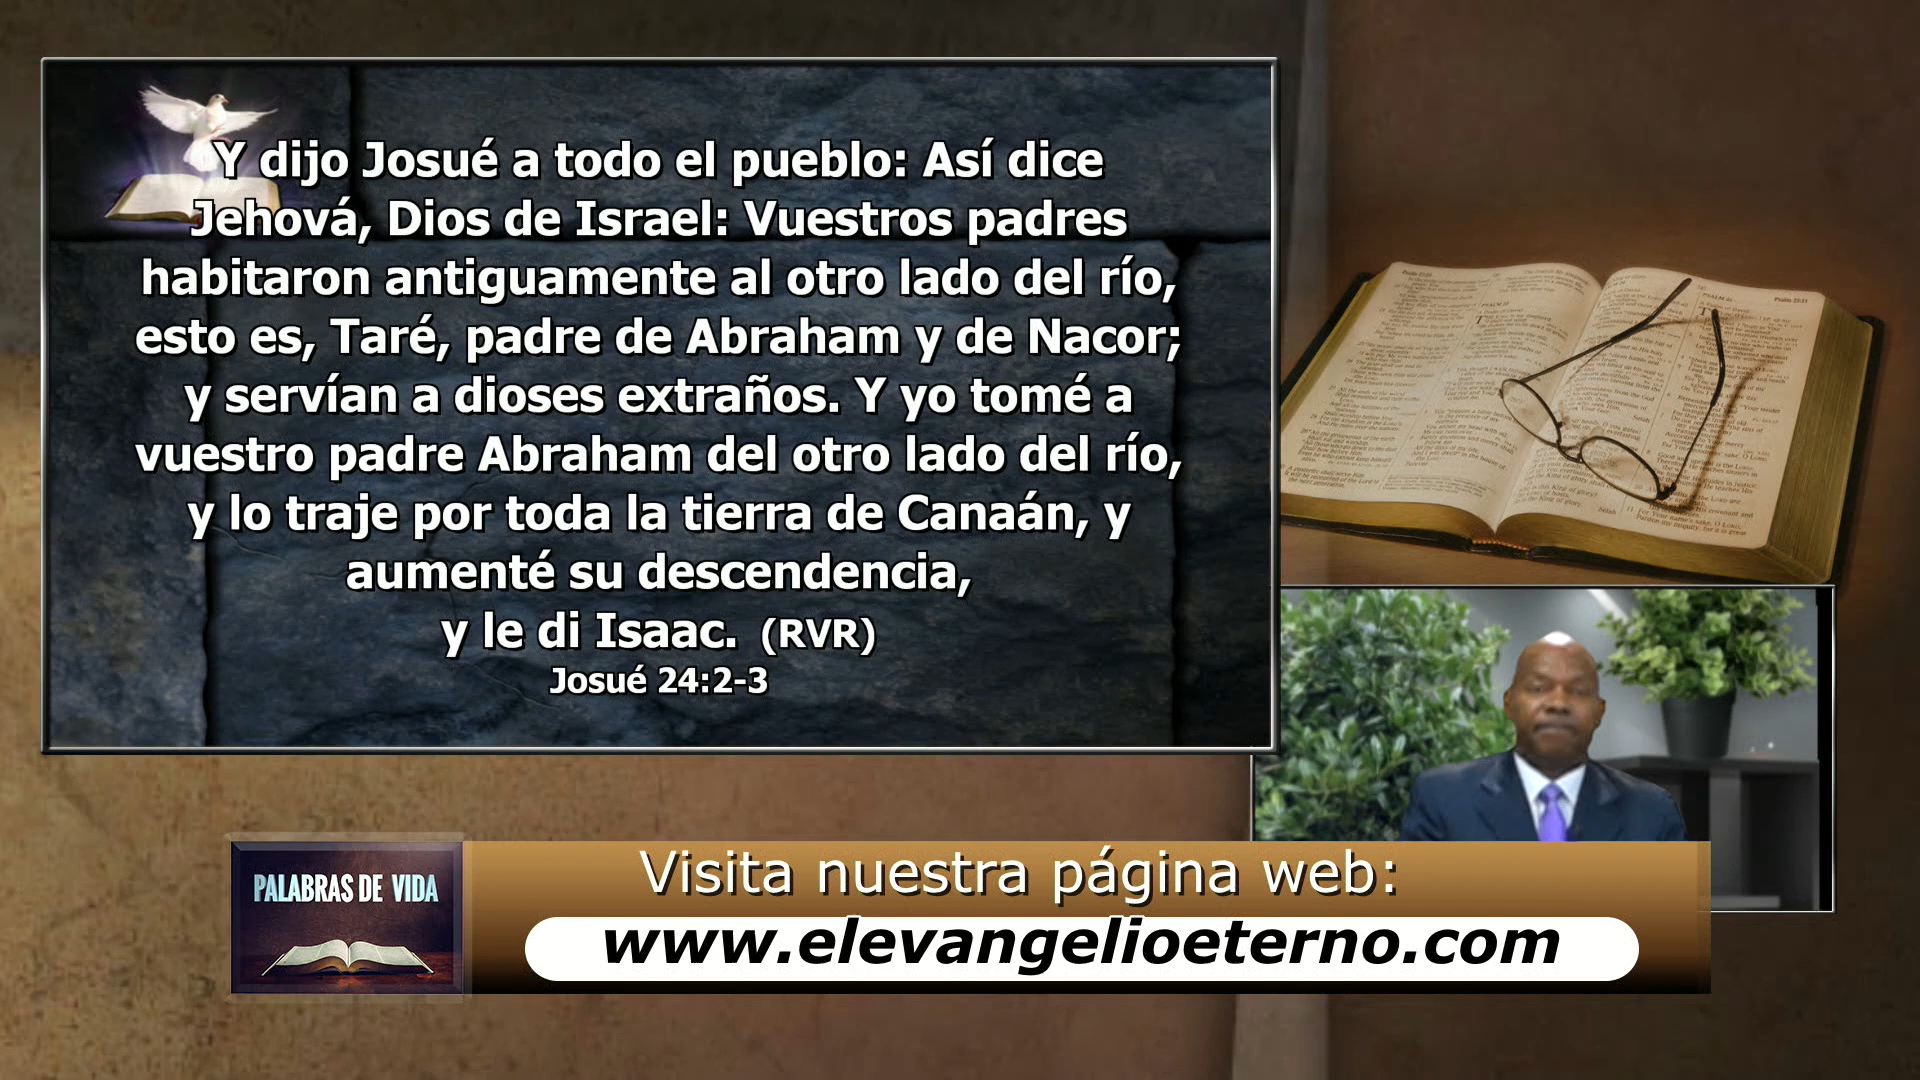 Y dijo Josué a todo el pueblo: Así dice
Jehová, Dios de Israel: Vuestros padres
habitaron antiguamente al otro lado del río,
esto es, Taré, padre de Abraham y de Nacor;
y servían a dioses extraños. Y yo tomé a
vuestro padre Abraham del otro lado del río,
y lo traje por toda la tierra de Canaán, y
aumenté su descendencia,
y le di Isaac. (RVR)
Josué 24:2-3
PALABRAS DE VIDA
Visita nuestra página web:
www.elevangelioeterno.com